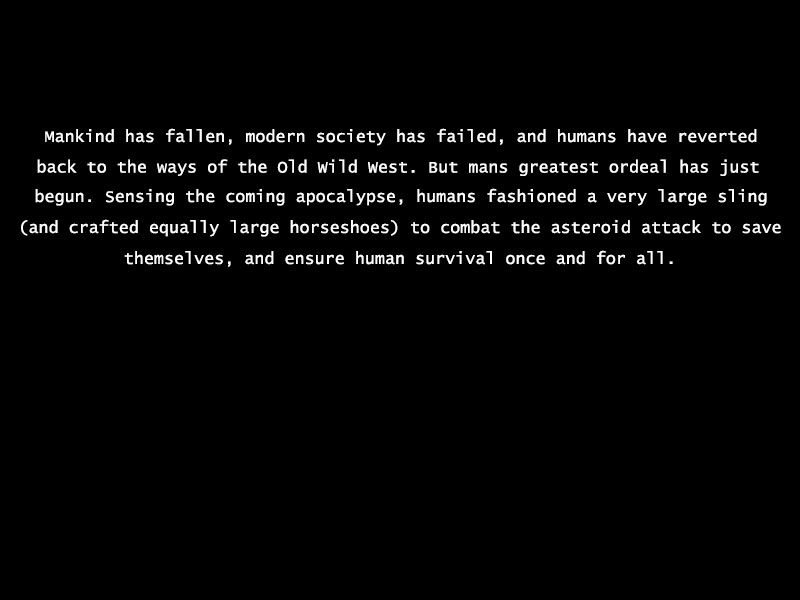 Mankind has fallen, modern society has failed, and humans have reverted
back to the ways of the Old Wild West. But mans greatest ordeal has just
begun. Sensing the coming apocalypse, humans fashioned a very large sling
(and crafted equally large horseshoes) to combat the asteroid attack to save
themselves, and ensure human survival once and for all.